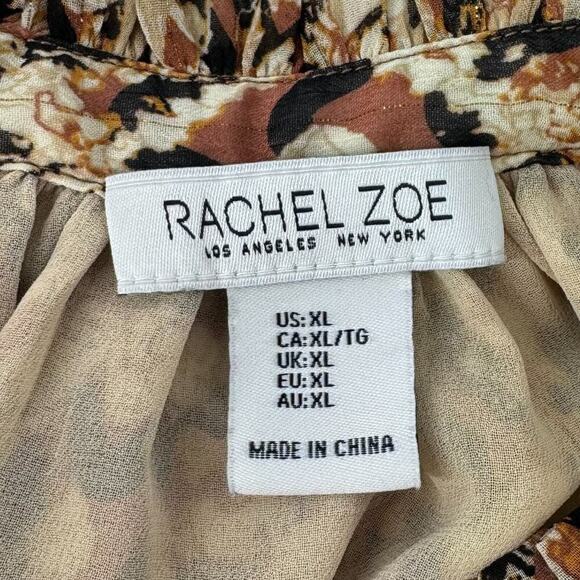 RACHEL ZOE
LOS ANGELES NEW YORK
US:XL
CA:XL/TG
UK:XL
EU:XL
AU:XL
MADE IN CHINA